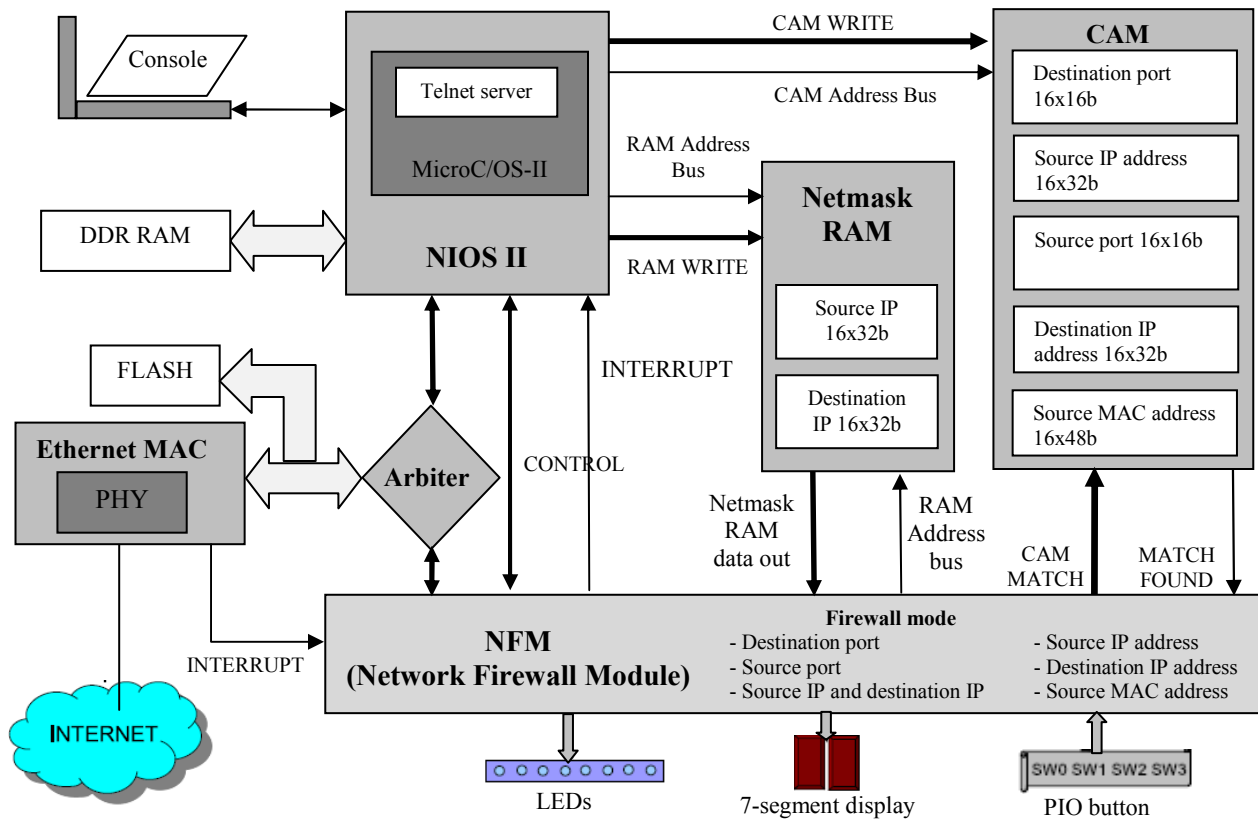 Console
DDR RAM
FLASH
Ethernet MAC
PHY
INTERNET
Telnet server
MicroC/OS-II
NIOS II
Arbiter
CONTROL
INTERRUPT
INTERRUPT
CAM WRITE
CAM Address Bus
RAM Address
Bus
RAM WRITE
Netmask
RAM
Source IP
16x32b
Destination
IP 16x32b
CAM
Destination port
16x16b
Source IP address
16x32b
Source port 16x16b
Destination IP
address 16x32b
Source MAC address
16x48b
Netmask
RAM
data out
RAM
Address
bus
CAM
MATCH
MATCH
FOUND
NFM
(Network Firewall Module)
Firewall mode
- Destination port
- Source port
- Source IP and destination IP
- Source IP address
- Destination IP address
- Source MAC address
LEDs
7-segment display
SW0 SW1 SW2 SW3
PIO button